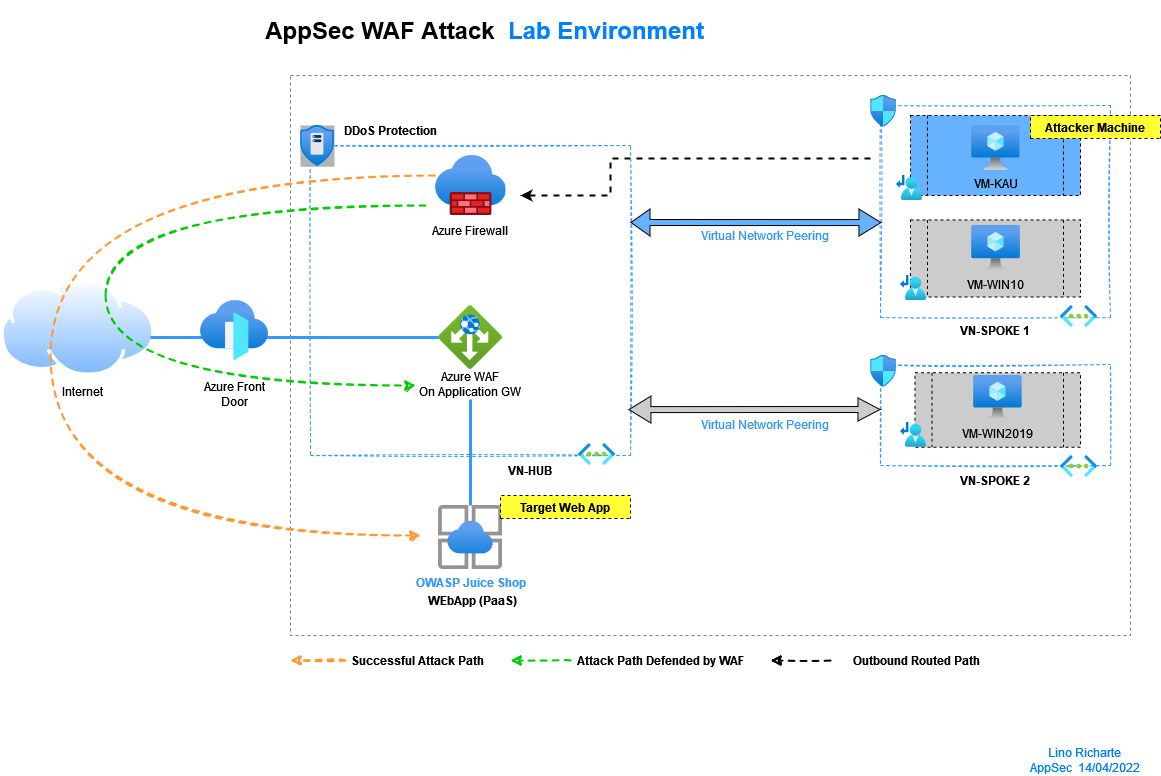 AppSec WAF Attack Lab Environment
DDoS Protection
Attacker Machine
VM-KAU
Azure Firewall
Virtual Network Peering
VM-WIN10
VN-SPOKE 1
Internet
Azure Front
Door
Azure WAF
On Application GW
Virtual Network Peering
VM-WIN2019
VN-HUB
VN-SPOKE 2
Target Web App
OWASP Juice Shop
WEbApp (PaaS)
Successful Attack Path
Attack Path Defended by WAF
Outbound Routed Path
Lino Richarte
AppSec 14/04/2022